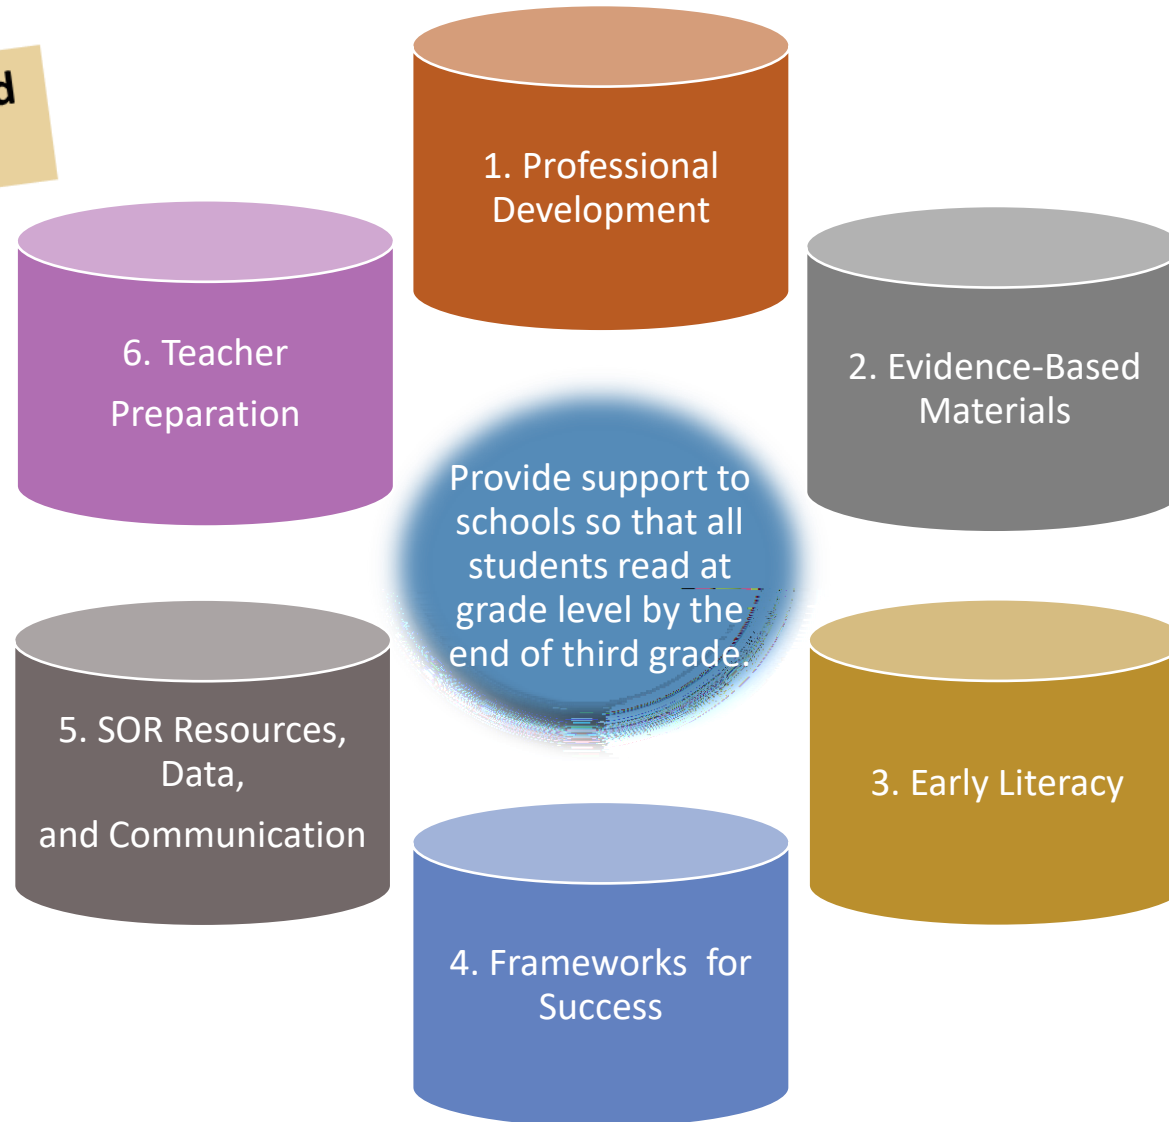 1. Professional
Development
2. Evidence-Based
Materials
3. Early Literacy
4. Frameworks  for
Success
5. SOR Resources,
Data,
and Communication
6. Teacher
Preparation
Provide support to
schools so that all
students read at
grade level by the
end of third grade.